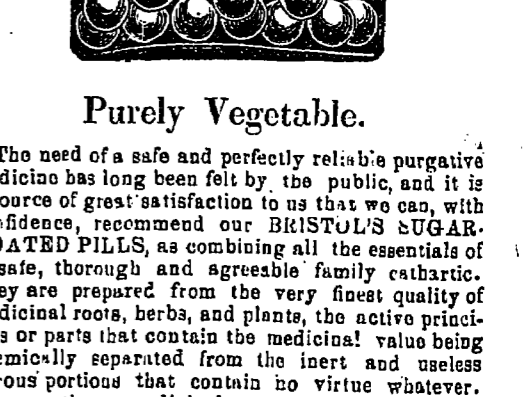 Purely Vegetable.
The need of a safe and perfectly reliable purgative
dicine has long been felt by the public, and it is
ource of great satisfaction to us that we can, with
fidence, recommend our BRISTOL'S SUGAR-
OATED PILLS, as combining all the essentials of
safe, thorough and agreeable family cathartic.
ey are prepared from the very finest quality of
dicinal roots, herbs, and plants, the active princi-
s or parts that contain the medicinal value being
emically separated from the inert and useless
rous portions that contain no virtue whatever.